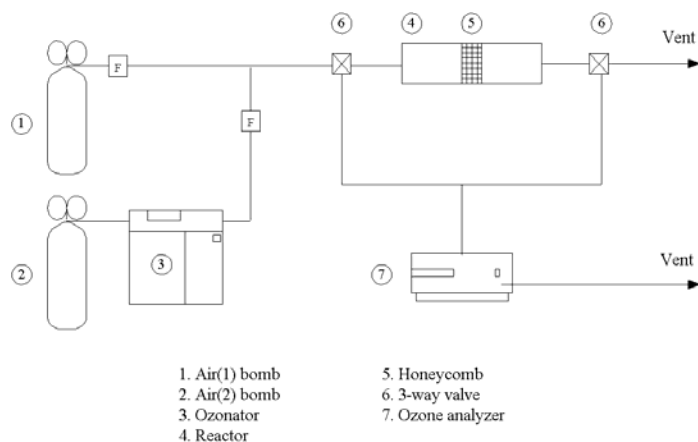 6 4 5 6
Vent
F
1
F
2
3
7
Vent
1. Air(1) bomb
2. Air(2) bomb
3. Ozonator
4. Reactor
5. Honeycomb
6. 3-way valve
7. Ozone analyzer